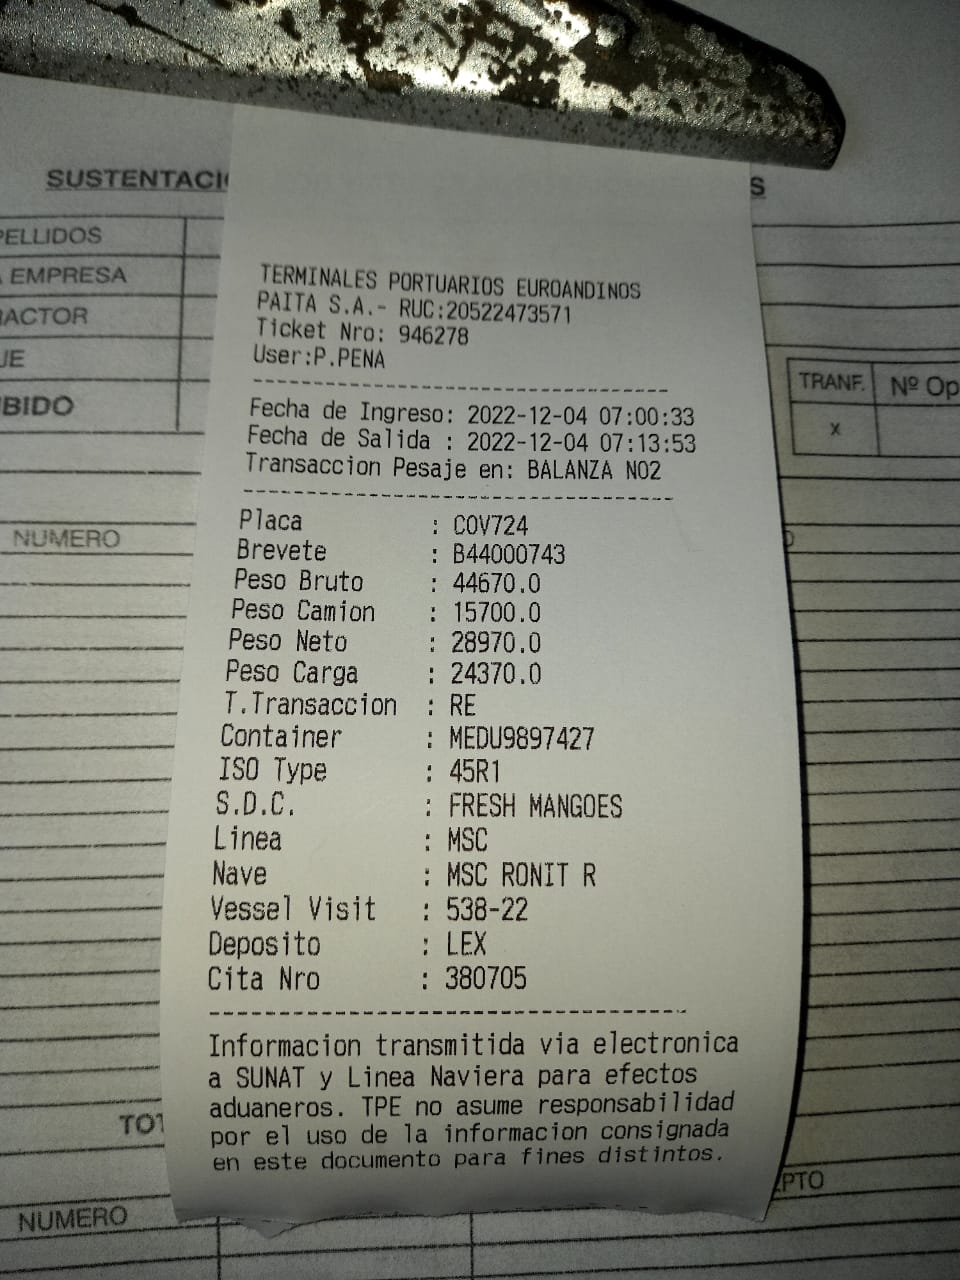 SUSTENTACI
S
PELLIDOS
EMPRESA
RACTOR
UE
BIDO
TRANF. Nº Op
x
NUMERO
TERMINALES PORTUARIOS EUROANDINOS
PAITA S.A.- RUC:20522473571
Ticket Nro: 946278
User:P.PENA
Fecha de Ingreso: 2022-12-04 07:00:33
Fecha de Salida : 2022-12-04 07:13:53
Transaccion Pesaje en: BALANZA NO2
Placa : COV724
Brevete : B44000743
Peso Bruto : 44670.0
Peso Camion : 15700.0
Peso Neto : 28970.0
Peso Carga : 24370.0
T.Transaccion : RE
Container : MEDU9897427
ISO Type : 45R1
S.D.C. : FRESH MANGOES
Linea : MSC
Nave : MSC RONIT R
Vessel Visit : 538-22
Deposito : LEX
Cita Nro : 380705
Informacion transmitida via electronica
a SUNAT y Linea Naviera para efectos
aduaneros. TPE no asume responsabilidad
por el uso de la informacion consignada
en este documento para fines distintos.
TOT
EPTO
NUMERO